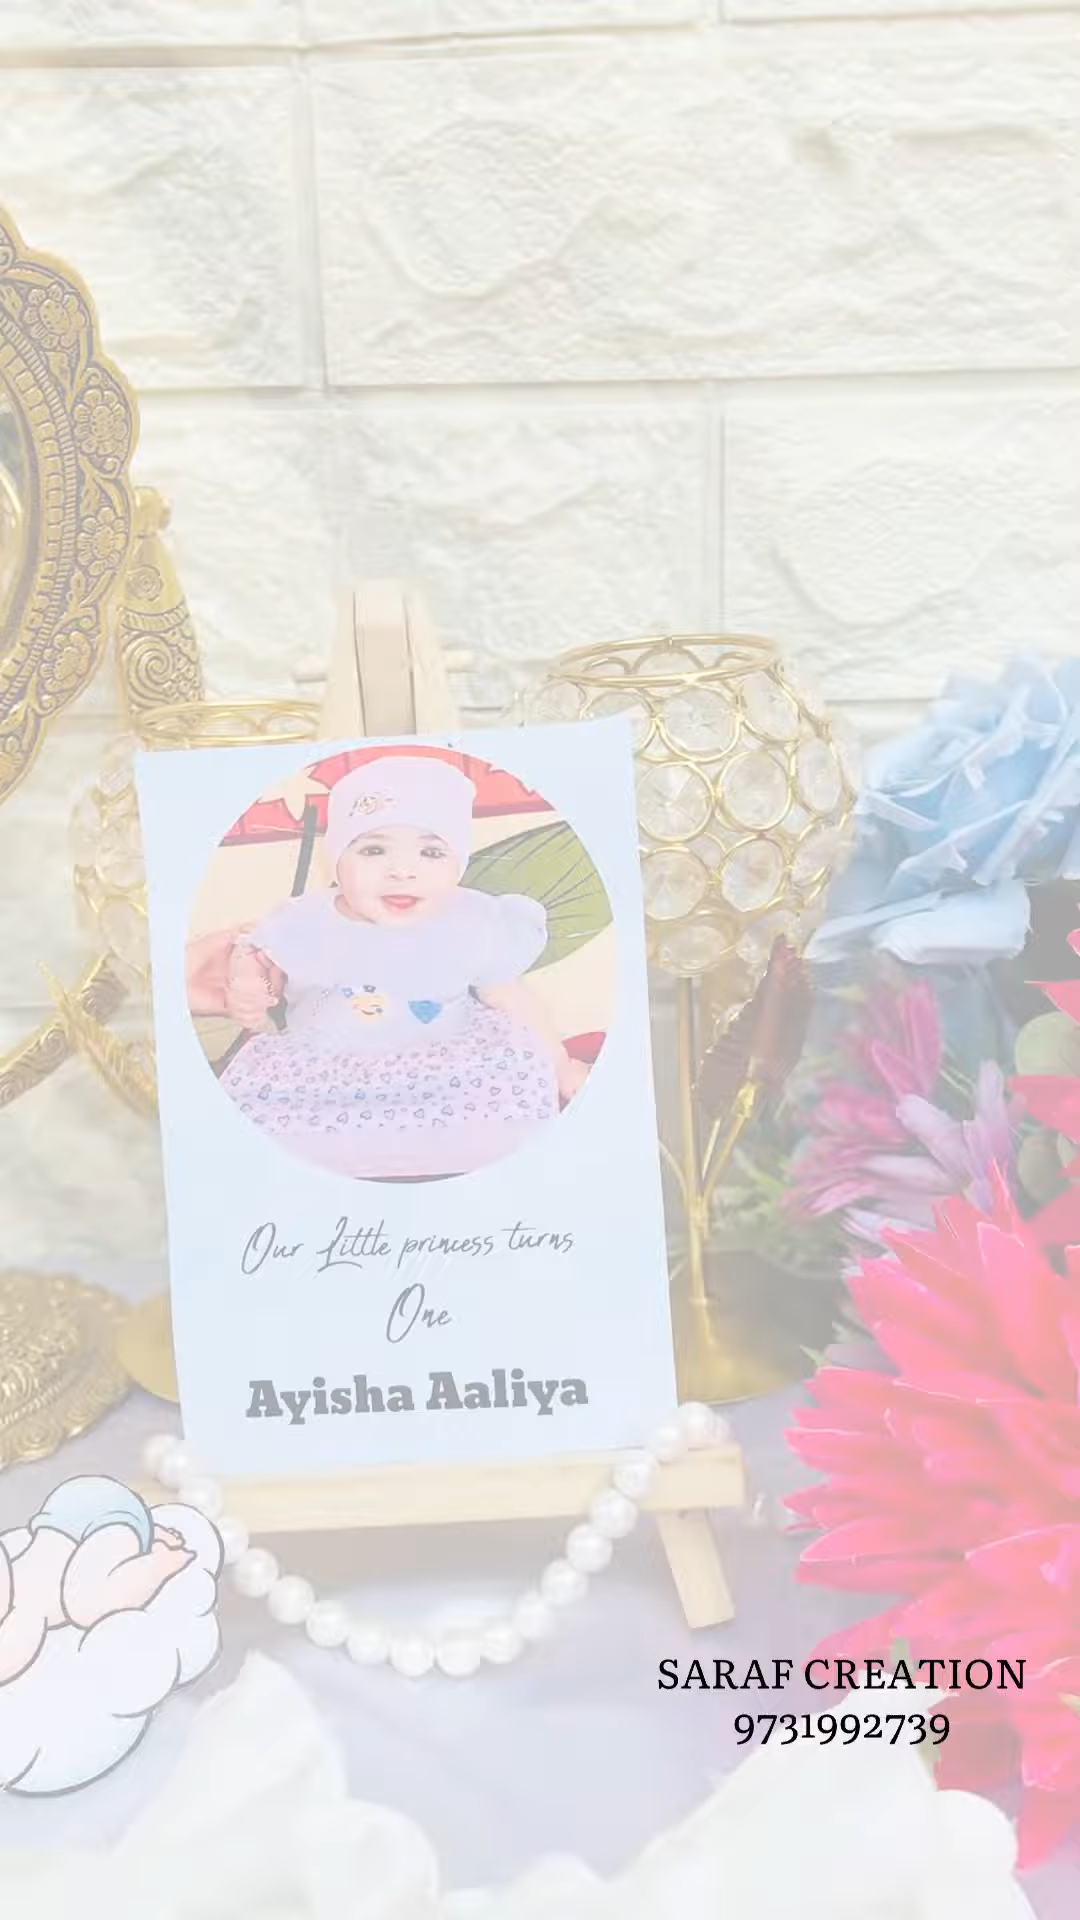 Our Little princess turns
One
Ayisha Aaliya
SARAF CREATION
9731992739